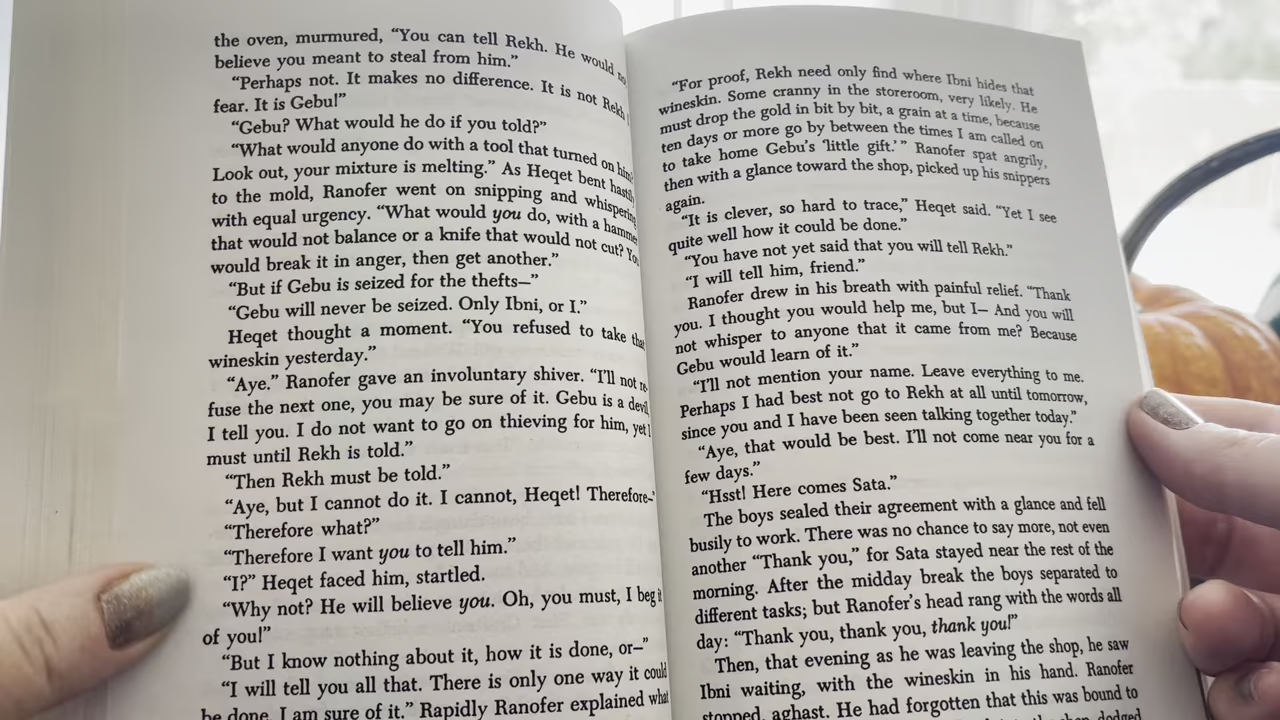 the oven, murmured, “You can tell Rekh. He would
believe you meant to steal from him.”
“Perhaps not. It makes no difference. It is not Rekh I
fear. It is Gebu!”
“Gebu? What would he do if you told?”
“What would anyone do with a tool that turned on him?
Look out, your mixture is melting.” As Heqet bent hastily
to the mold, Ranofer went on snipping and whispering
with equal urgency. “What would you do, with a hammer
that would not balance or a knife that would not cut? You
would break it in anger, then get another.”
“But if Gebu is seized for the thefts—”
“Gebu will never be seized. Only Ibni, or I.”
Heqet thought a moment. “You refused to take that
wineskin yesterday.”
“Aye.” Ranofer gave an involuntary shiver. “I’ll not re-
fuse the next one, you may be sure of it. Gebu is a devil,
I tell you. I do not want to go on thieving for him, yet I
must until Rekh is told.”
“Then Rekh must be told.”
“Aye, but I cannot do it. I cannot, Heqet! Therefore—”
“Therefore what?”
“Therefore I want you to tell him.”
“I?” Heqet faced him, startled.
“Why not? He will believe you. Oh, you must, I beg it
of you!”
“But I know nothing about it, how it is done, or—”
“I will tell you all that. There is only one way it could
be done, I am sure of it.” Rapidly Ranofer explained what
“For proof, Rekh need only find where Ibni hides that
wineskin. Some cranny in the storeroom, very likely. He
must drop the gold in bit by bit, a grain at a time, because
ten days or more go by between the times I am called on
to take home Gebu’s ‘little gift.’ ” Ranofer spat angrily,
then with a glance toward the shop, picked up his snippers
again.
“It is clever, so hard to trace,” Heqet said. “Yet I see
quite well how it could be done.”
“You have not yet said that you will tell Rekh.”
“I will tell him, friend.”
Ranofer drew in his breath with painful relief. “Thank
you. I thought you would help me, but I— And you will
not whisper to anyone that it came from me? Because
Gebu would learn of it.”
“I’ll not mention your name. Leave everything to me.
Perhaps I had best not go to Rekh at all until tomorrow,
since you and I have been seen talking together today.”
“Aye, that would be best. I’ll not come near you for a
few days.”
“Hsst! Here comes Sata.”
The boys sealed their agreement with a glance and fell
busily to work. There was no chance to say more, not even
another “Thank you,” for Sata stayed near the rest of the
morning. After the midday break the boys separated to
different tasks; but Ranofer’s head rang with the words all
day: “Thank you, thank you, thank you!”
Then, that evening as he was leaving the shop, he saw
Ibni waiting, with the wineskin in his hand. Ranofer
stopped, aghast. He had forgotten that this was bound to
the shop dodged